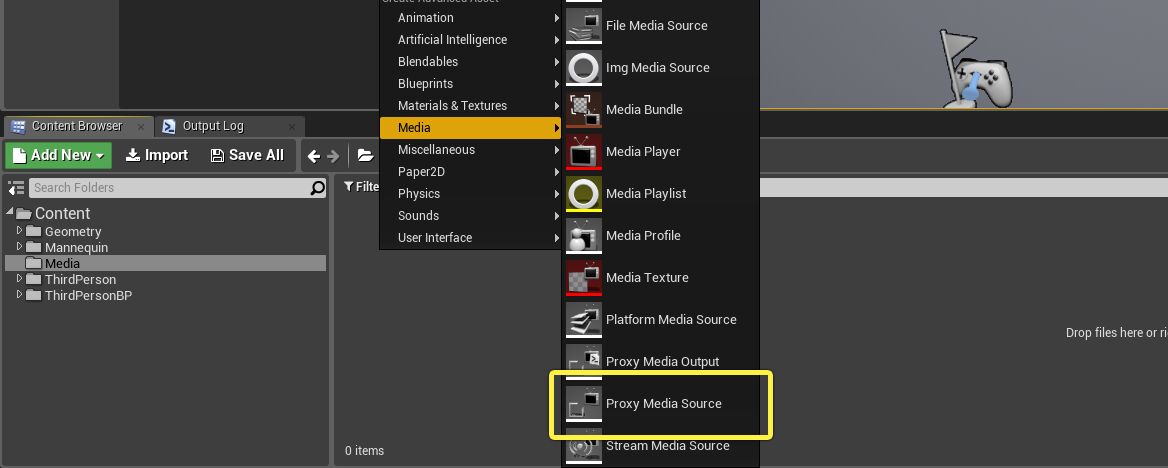 Create Advanced Asset
Animation
Artificial Intelligence
Blendables
Blueprints
Materials & Textures
Media
Miscellaneous
Paper2D
Physics
Sounds
User Interface
File Media Source
Img Media Source
Media Bundle
Media Player
Media Playlist
Media Profile
Media Texture
Platform Media Source
Proxy Media Output
Proxy Media Source
Stream Media Source
Content Browser
Output Log
Add New
Import
Save All
Search Folders
Filte
Content
Geometry
Mannequin
Media
ThirdPerson
ThirdPersonBP
Drop files here or ri
0 items